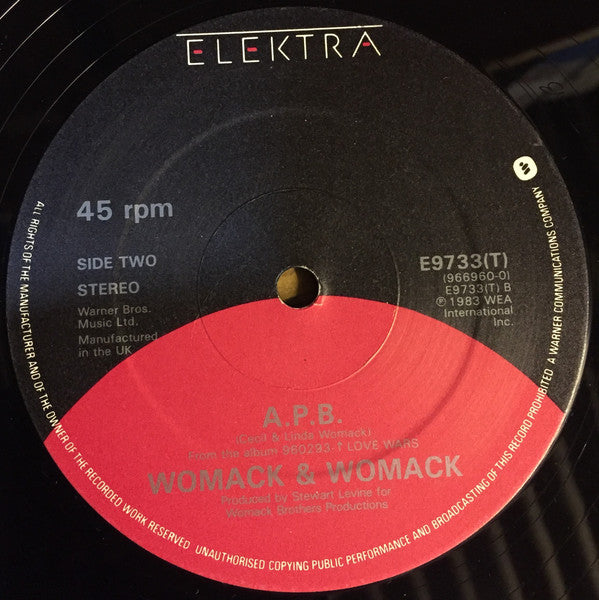 ELEKTRA
45 rpm
SIDE TWO
STEREO
Warner Bros.
Music Ltd.
Manufactured
in the UK
E9733(T)
(966960-0)
E9733(T) B
℗ 1983 WEA
International
Inc.
A.P.B.
(Cecil & Linda Womack)
From the album 960293-1 LOVE WARS
WOMACK & WOMACK
Produced by Stewart Levine for
Womack Brothers Productions
ALL RIGHTS OF THE MANUFACTURER AND OF THE OWNER OF THE RECORDED WORK RESERVED UNAUTHORISED COPYING PUBLIC PERFORMANCE AND BROADCASTING OF THIS RECORD PROHIBITED A WARNER COMMUNICATIONS COMPANY